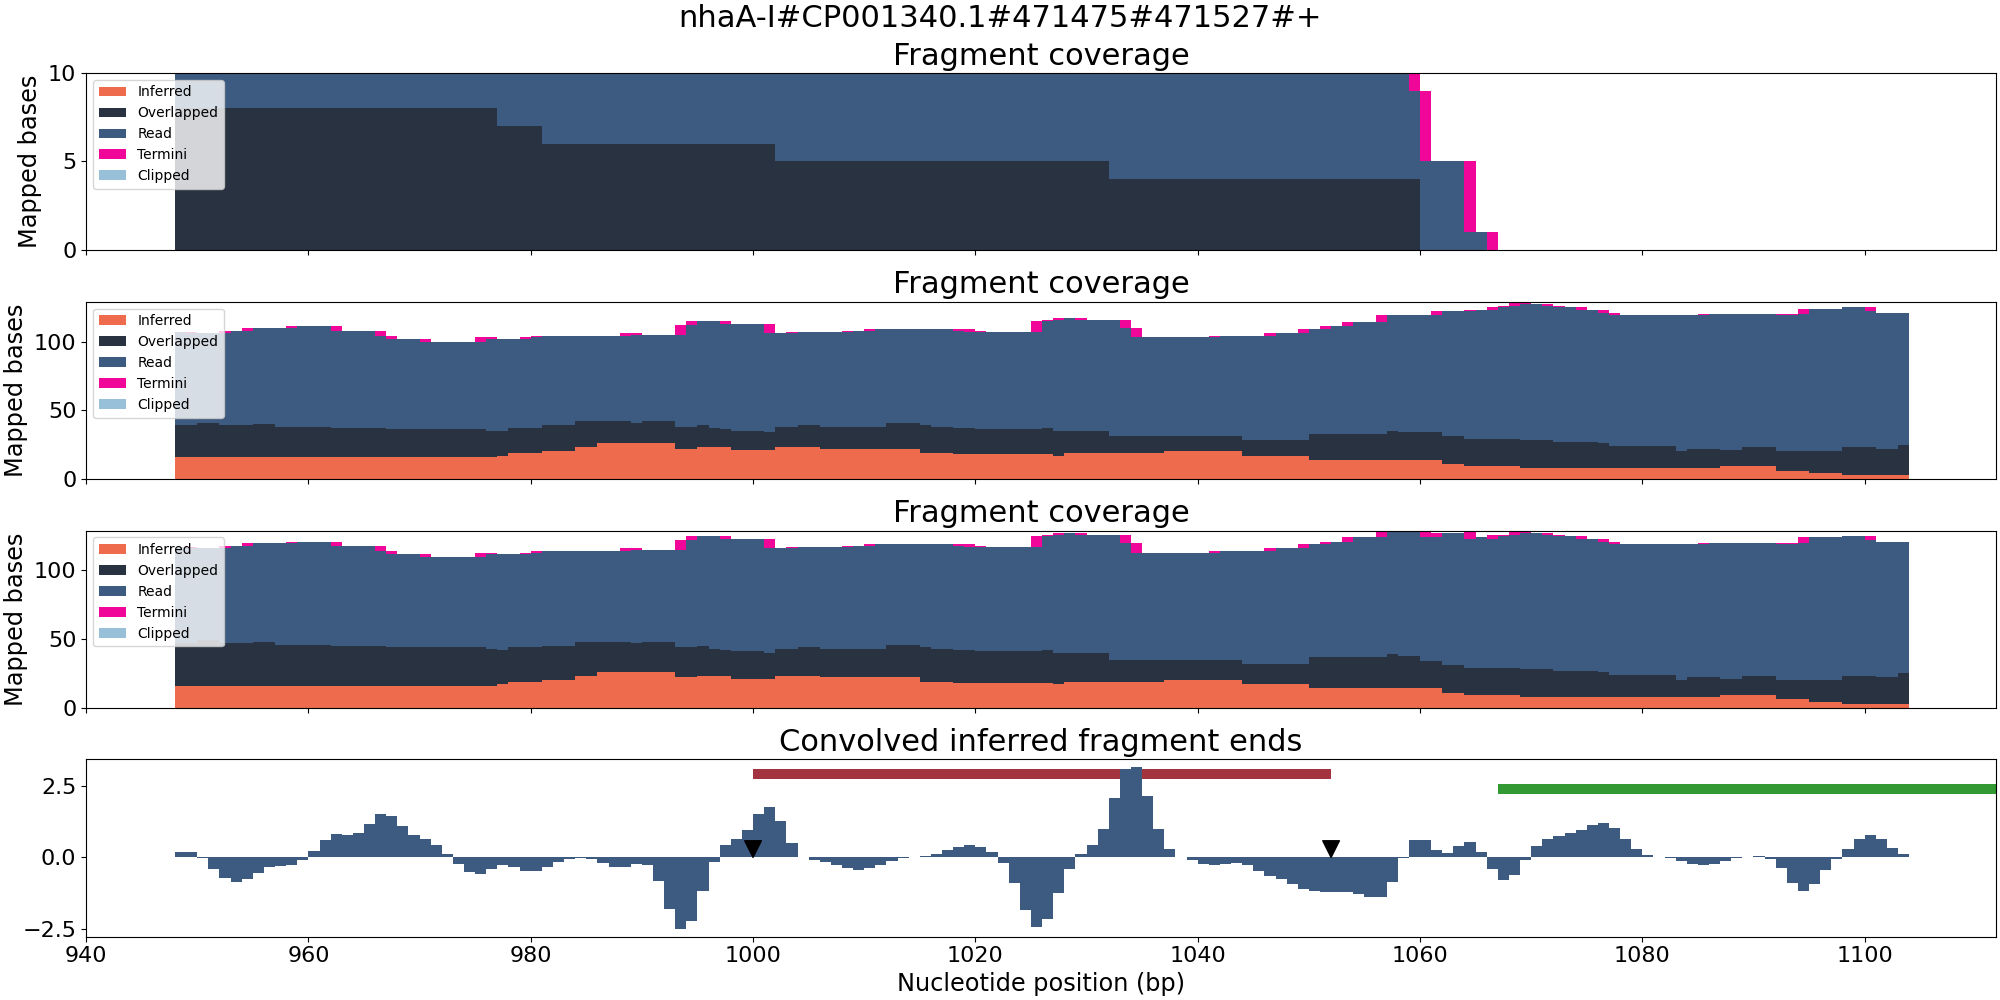 nhaA-I#CP001340.1#471475#471527#+
Fragment coverage
Mapped bases
10
5
0
Inferred
Overlapped
Read
Termini
Clipped
Fragment coverage
Mapped bases
100
50
0
Inferred
Overlapped
Read
Termini
Clipped
Fragment coverage
Mapped bases
100
50
0
Inferred
Overlapped
Read
Termini
Clipped
Convolved inferred fragment ends
2.5
0.0
−2.5
940 960 980 1000 1020 1040 1060 1080 1100
Nucleotide position (bp)